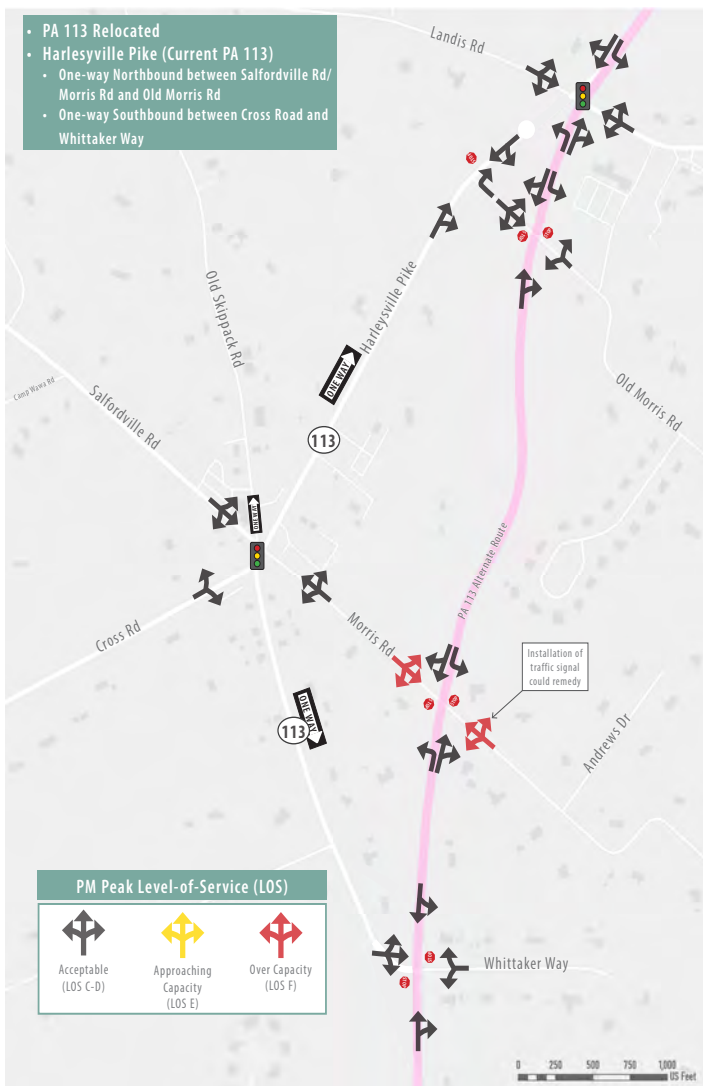 • PA 113 Relocated
• Harlesyville Pike (Current PA 113)
• One-way Northbound between Salfordville Rd/
Morris Rd and Old Morris Rd
• One-way Southbound between Cross Road and
Whittaker Way
Landis Rd
Old Skippack Rd
Harleysville Pike
ONE WAY
Camp Wawa Rd
Salfordville Rd
Old Morris Rd
113
ONE WAY
PA 113 Alternate Route
Cross Rd
Morris Rd
Installation of
traffic signal
could remedy
ONE WAY
113
Andrews Dr
PM Peak Level-of-Service (LOS)
Acceptable
(LOS C-D)
Approaching
Capacity
(LOS E)
Over Capacity
(LOS F)
Whittaker Way
0 250 500 750 1,000
US Feet